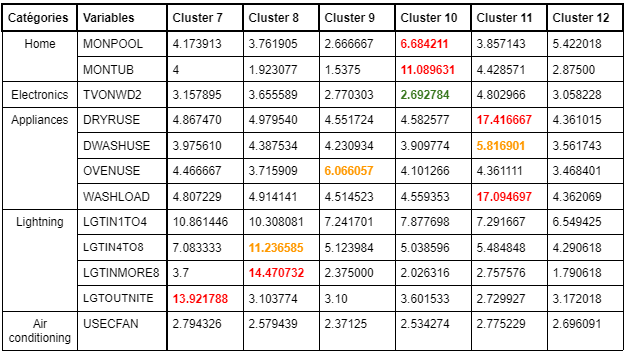 Catégories Variables Cluster 7 Cluster 8 Cluster 9 Cluster 10 Cluster 11 Cluster 12
Home MONPOOL 4.173913 3.761905 2.666667 6.684211 3.857143 5.422018
MONTUB 4 1.923077 1.5375 11.089631 4.428571 2.87500
Electronics TVONWD2 3.157895 3.655589 2.770303 2.692784 4.802966 3.058228
Appliances DRYRUSE 4.867470 4.979540 4.551724 4.582577 17.416667 4.361015
DWASHUSE 3.975610 4.387534 4.230934 3.909774 5.816901 3.561743
OVENUSE 4.466667 3.715909 6.066057 4.101266 4.361111 3.468401
WASHLOAD 4.807229 4.914141 4.514523 4.559353 17.094697 4.362069
Lightning LGTIN1TO4 10.861446 10.308081 7.241701 7.877698 7.291667 6.549425
LGTIN4TO8 7.083333 11.236585 5.123984 5.038596 5.484848 4.290618
LGTINMORE8 3.7 14.470732 2.375000 2.026316 2.757576 1.790618
LGTOUTNITE 13.921788 3.103774 3.10 3.601533 2.729927 3.172018
Air USECFAN 2.794326 2.579439 2.37125 2.534274 2.775229 2.696091
conditioning